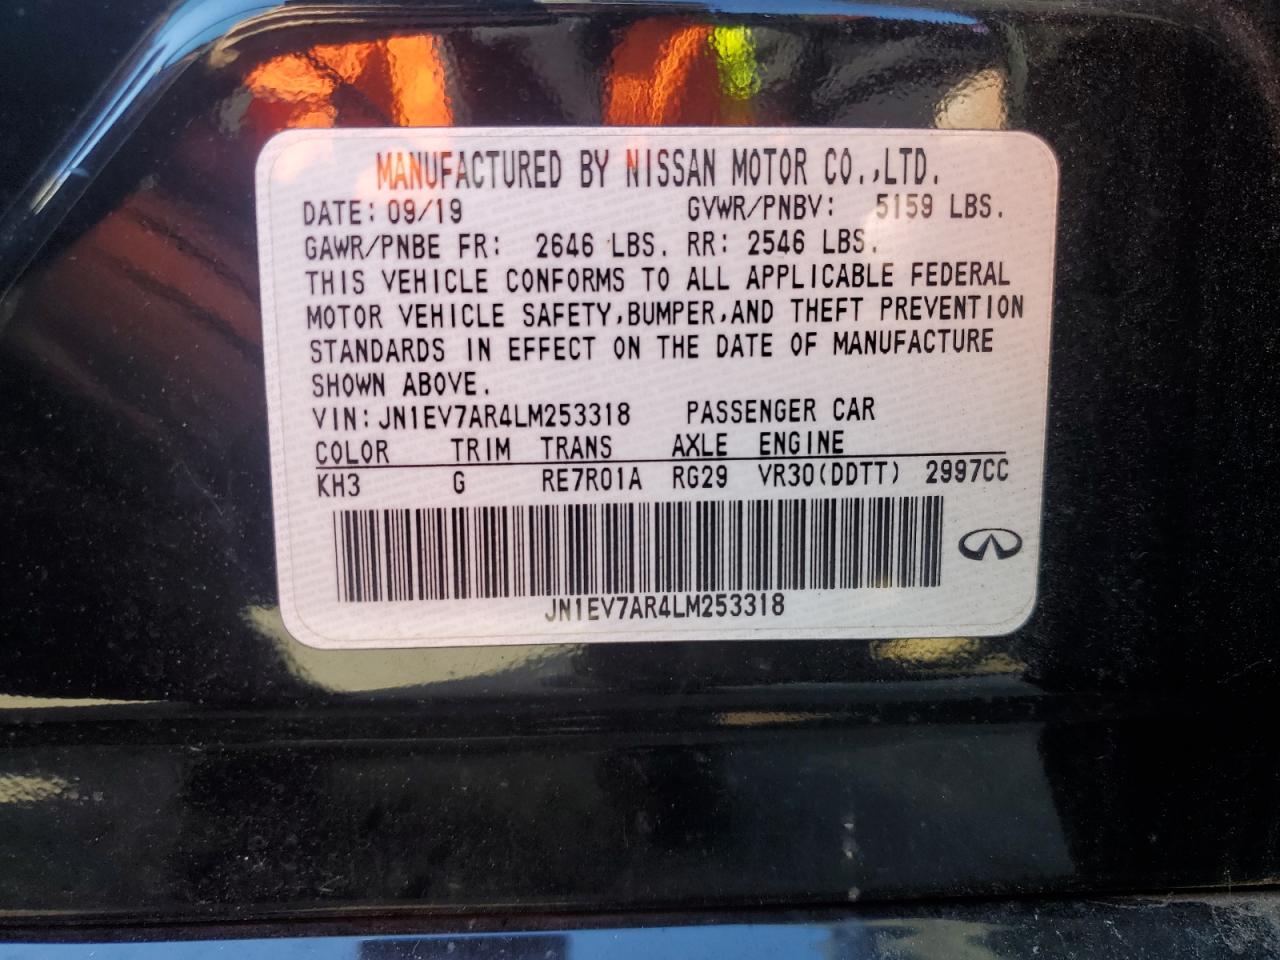 MANUFACTURED BY NISSAN MOTOR CO.,LTD.
DATE: 09/19 GVWR/PNBV: 5159 LBS.
GAWR/PNBE FR: 2646 LBS. RR: 2546 LBS.
THIS VEHICLE CONFORMS TO ALL APPLICABLE FEDERAL
MOTOR VEHICLE SAFETY,BUMPER,AND THEFT PREVENTION
STANDARDS IN EFFECT ON THE DATE OF MANUFACTURE
SHOWN ABOVE.
VIN:JN1EV7AR4LM253318 PASSENGER CAR
COLOR TRIM TRANS AXLE ENGINE
KH3 G RE7R01A RG29 VR30(DDTT) 2997CC
JN1EV7AR4LM253318